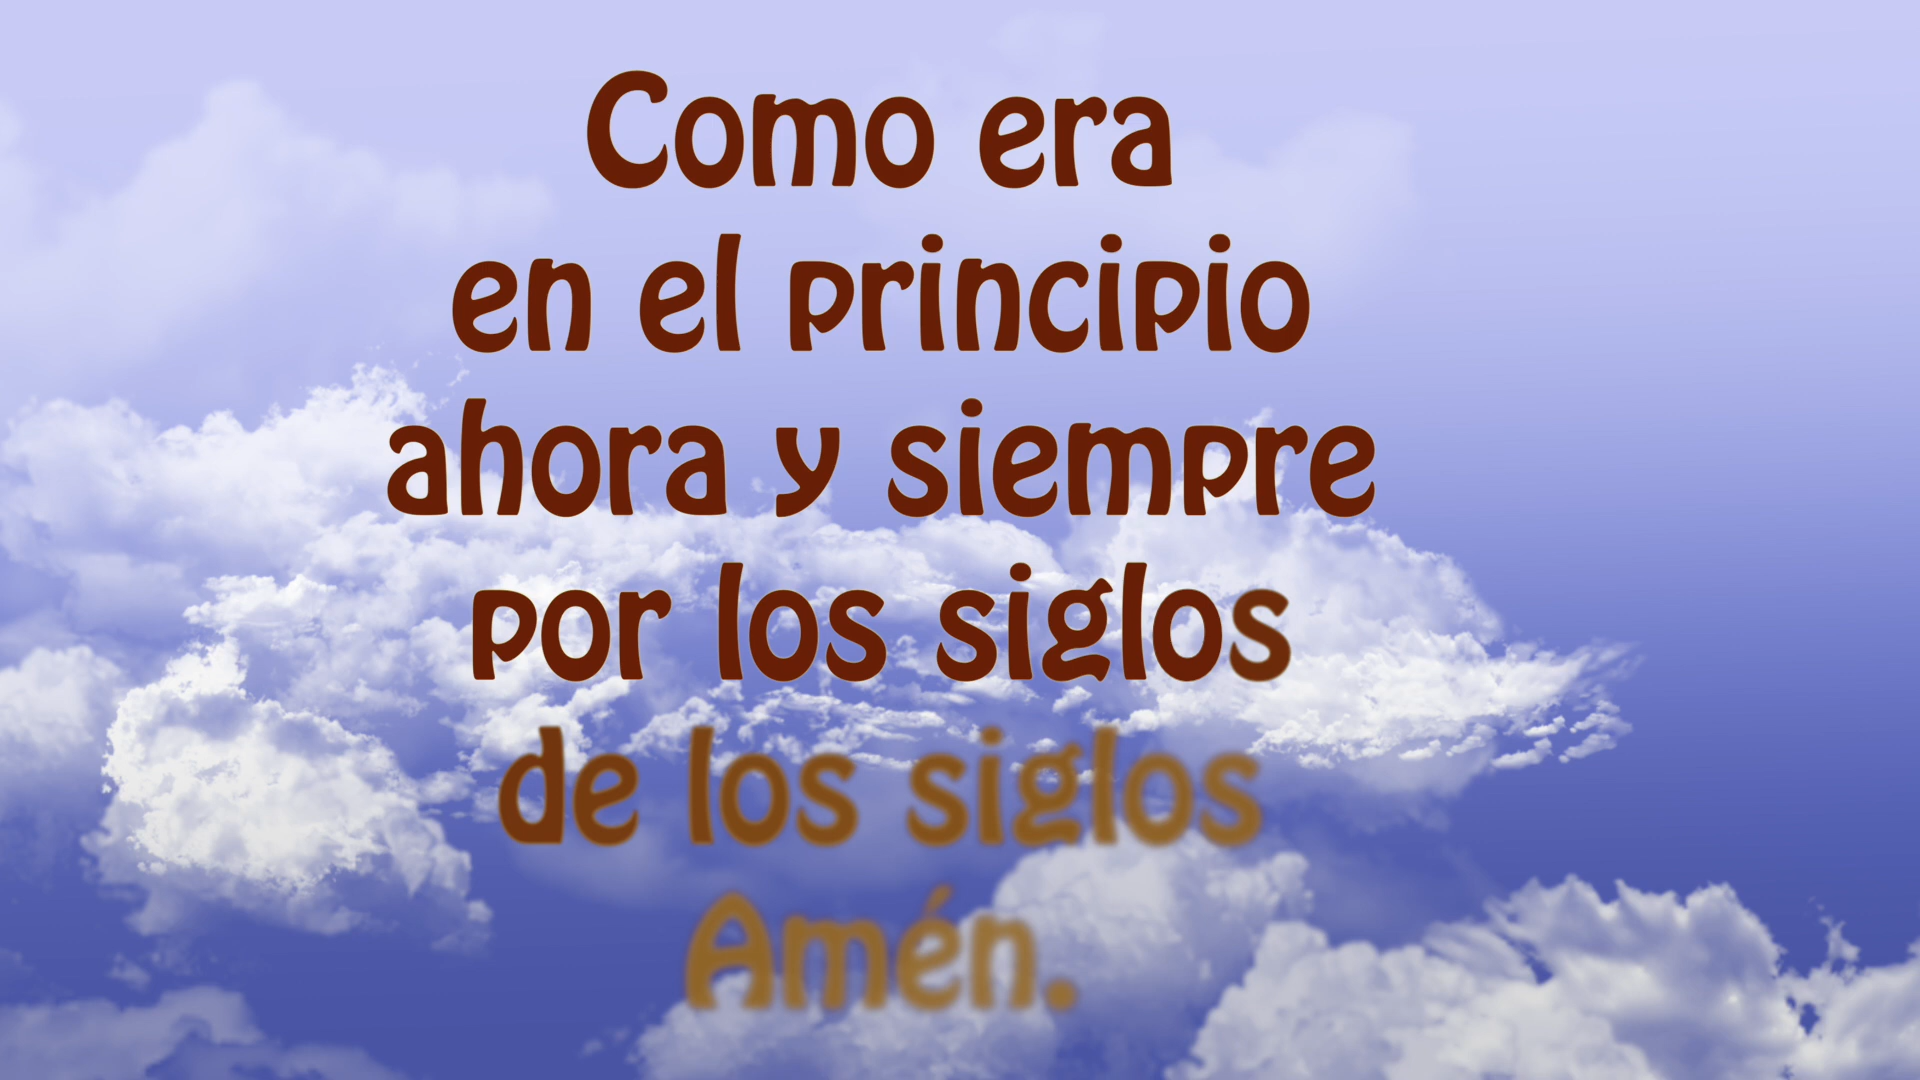 Como era
en el principio
ahora y siempre
por los siglos
de los siglos
Amén.